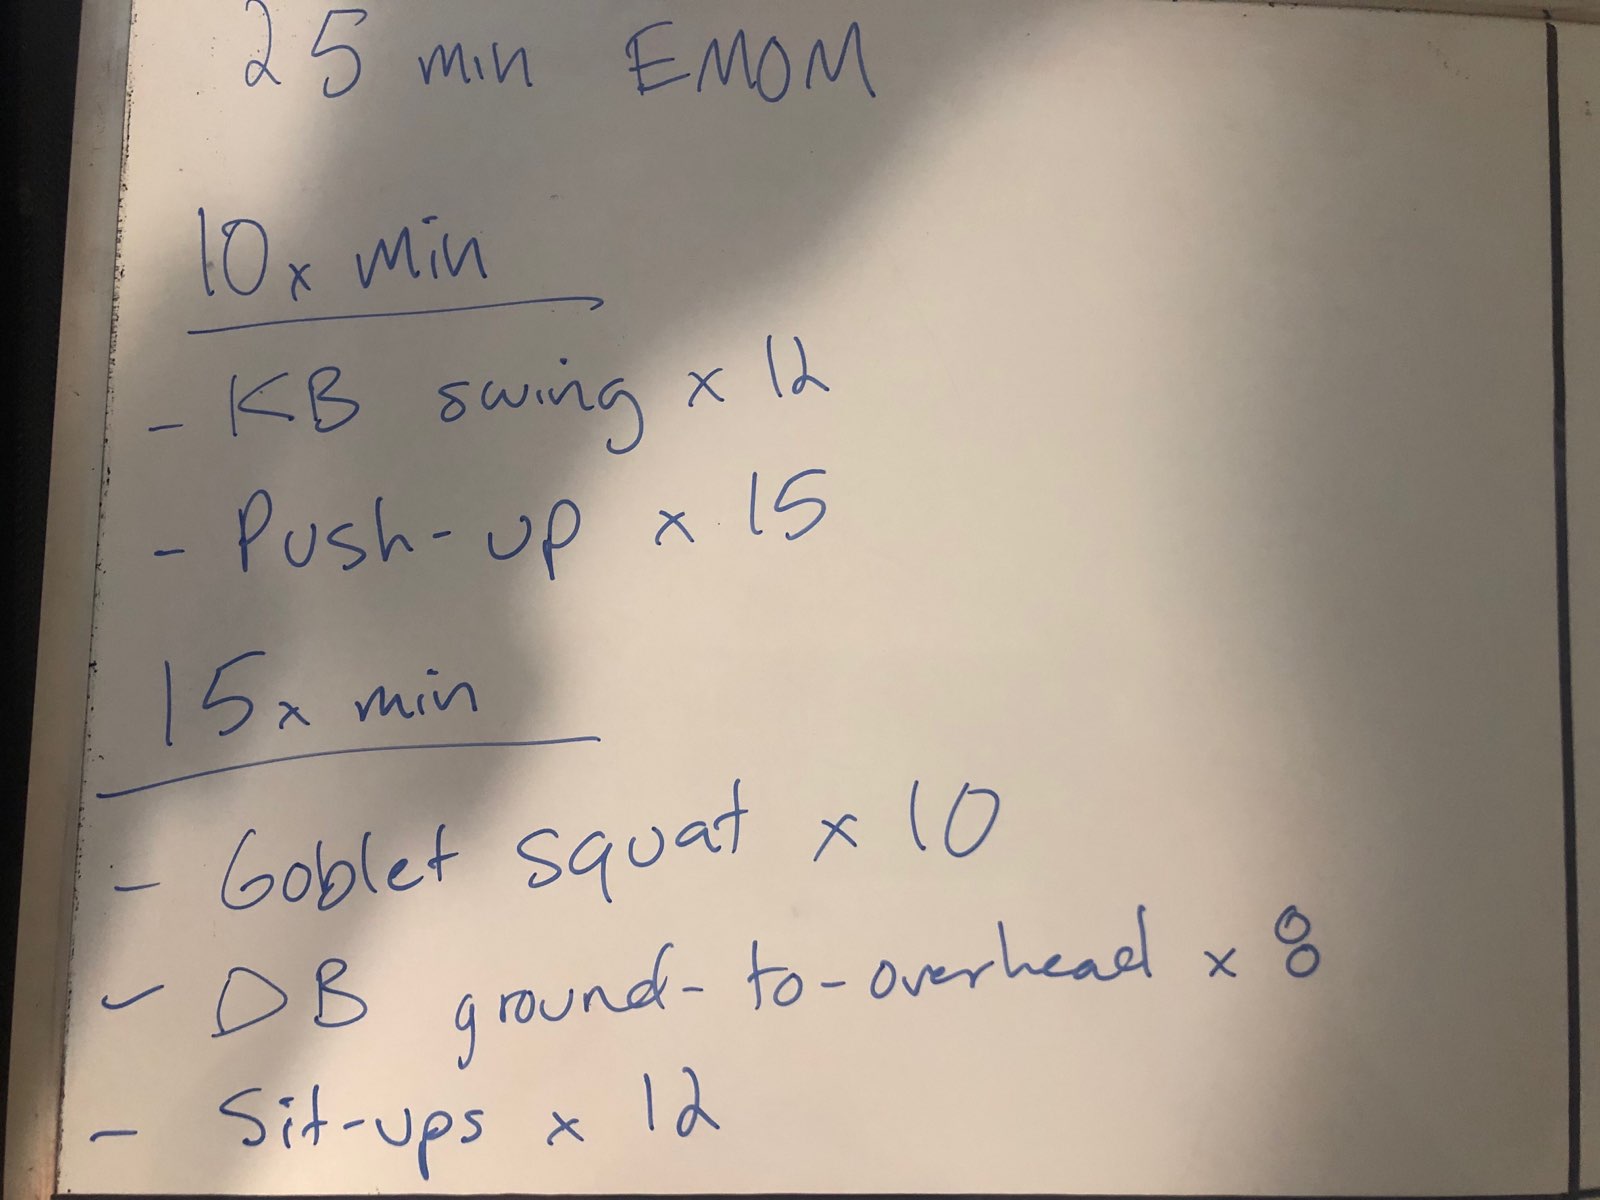 25 min EMOM
10x min
- KB swing x 12
- Push-up x 15
15x min
- Goblet squat x 10
- DB ground-to-overhead x 8
- Sit-ups x 12